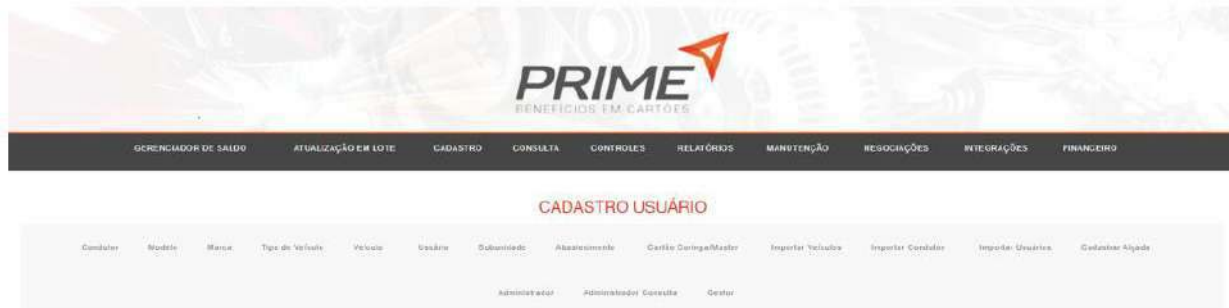 PRIME
BENEFÍCIOS EM CARTÕES
GERENCIADOR DE SALDO ATUALIZAÇÃO EM LOTE CADASTRO CONSULTA CONTROLES RELATÓRIOS MANUTENÇÃO NEGOCIAÇÕES INTEGRAÇÕES FINANCEIRO
CADASTRO USUÁRIO
Condutor Modelo Marca Tipo de Veículo Veículo Usuário Subunidade Abastecimento Cartão Coringa/Master Importar Veículos Importar Condutor Importar Usuários Cadastrar Alçada
Administrador Administrador Consulta Gestor